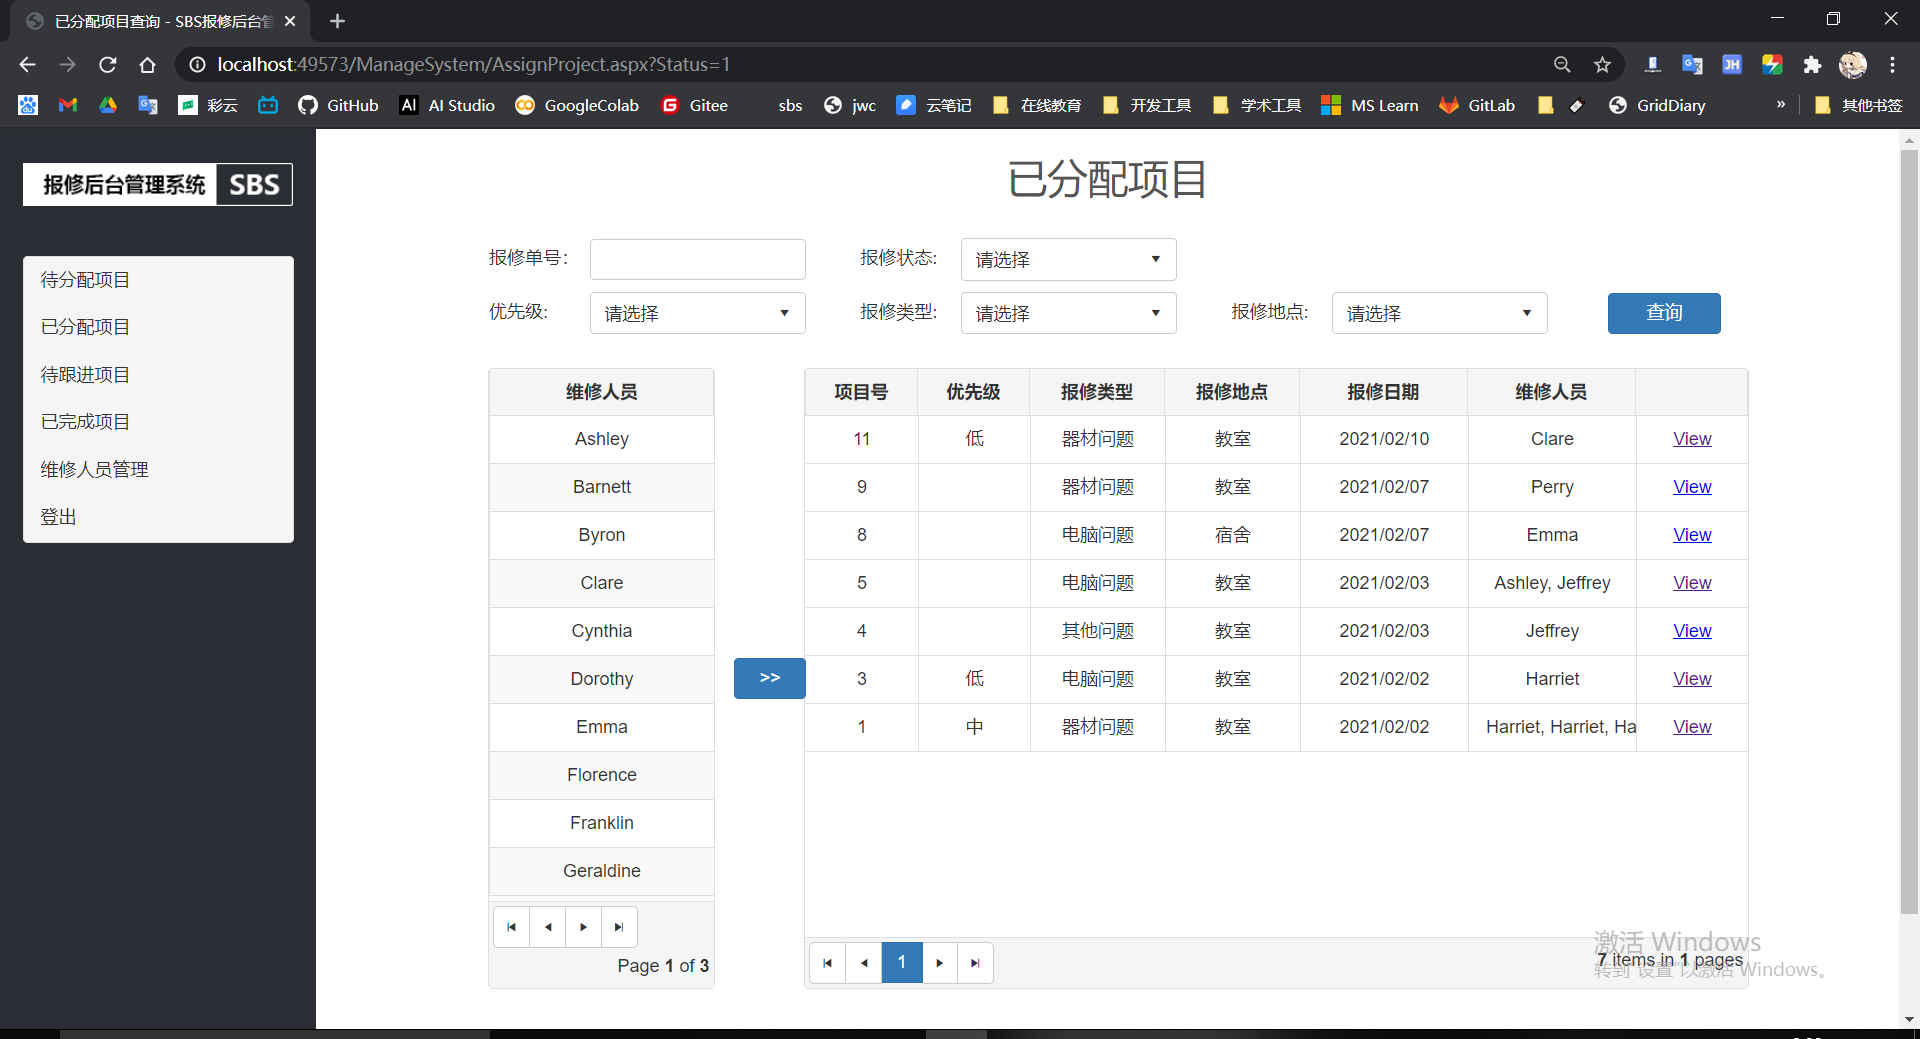 已分配项目查询 - SBS报修后台管
localhost:49573/ManageSystem/AssignProject.aspx?Status=1
彩云 GitHub AI AI Studio GoogleColab Gitee sbs jwc 云笔记 在线教育 开发工具 学术工具 MS Learn GitLab GridDiary » 其他书签
报修后台管理系统 SBS
待分配项目
已分配项目
待跟进项目
已完成项目
维修人员管理
登出
已分配项目
报修单号: 报修状态: 请选择
优先级: 请选择 报修类型: 请选择 报修地点: 请选择 查询
维修人员
Ashley
Barnett
Byron
Clare
Cynthia
Dorothy
Emma
Florence
Franklin
Geraldine
Page 1 of 3
>>
项目号 优先级 报修类型 报修地点 报修日期 维修人员
11 低 器材问题 教室 2021/02/10 Clare View
9 器材问题 教室 2021/02/07 Perry View
8 电脑问题 宿舍 2021/02/07 Emma View
5 电脑问题 教室 2021/02/03 Ashley, Jeffrey View
4 其他问题 教室 2021/02/03 Jeffrey View
3 低 电脑问题 教室 2021/02/02 Harriet View
1 中 器材问题 教室 2021/02/02 Harriet, Harriet, Ha View
1
7 items in 1 pages
激活 Windows
转到"设置"以激活 Windows。